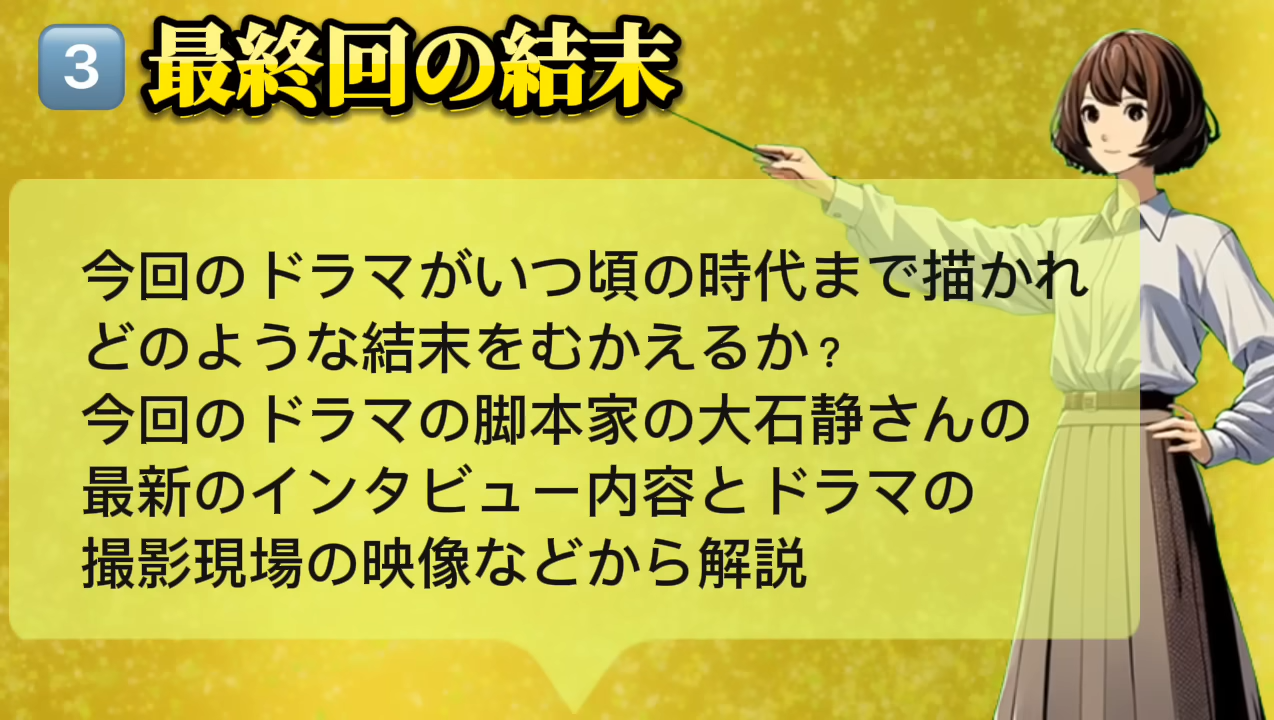 3 最終回の結末
今回のドラマがいつ頃の時代まで描かれ
どのような結末をむかえるか？
今回のドラマの脚本家の大石静さんの
最新のインタビュー内容とドラマの
撮影現場の映像などから解説